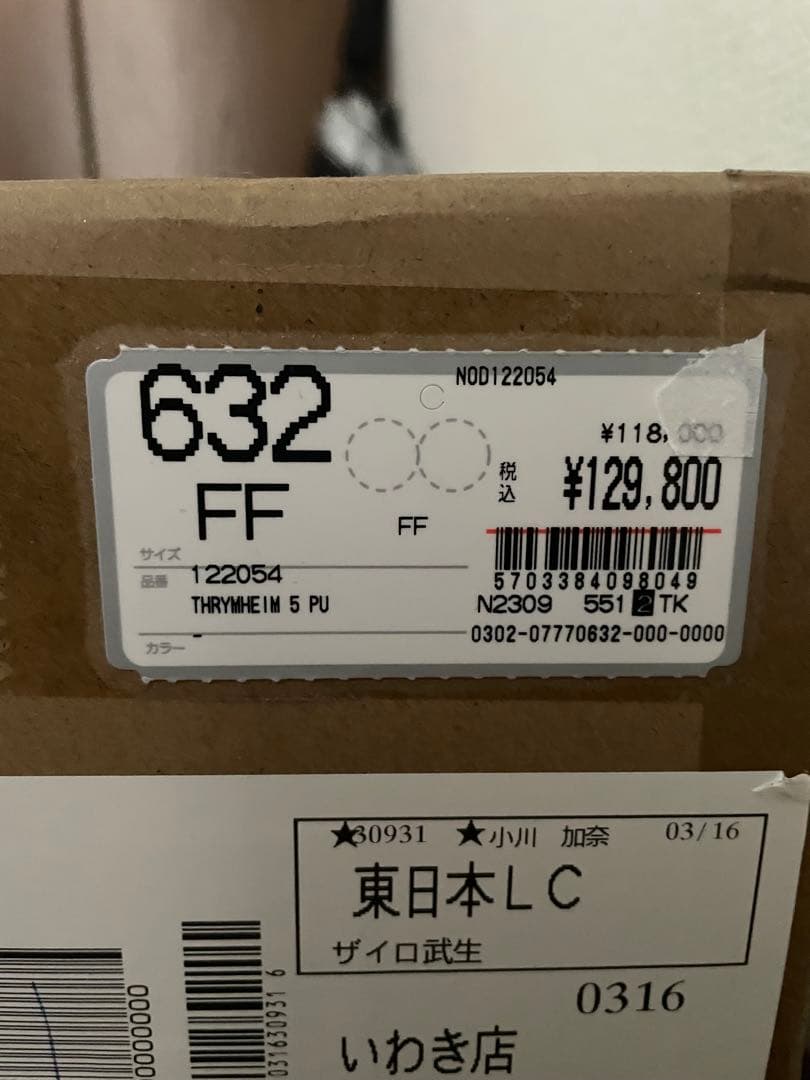 632
NOD122054
¥118,000
税込
¥129,800
FF
FF
サイズ
5703384098049
品番
122054
THRYMHEIM 5 PU
N2309 551 2 TK
カラー
-
0302-07770632-000-0000
★30931 ★小川 加奈 03/16
東日本LC
ザイロ武生
0316
いわき店
031630931 6